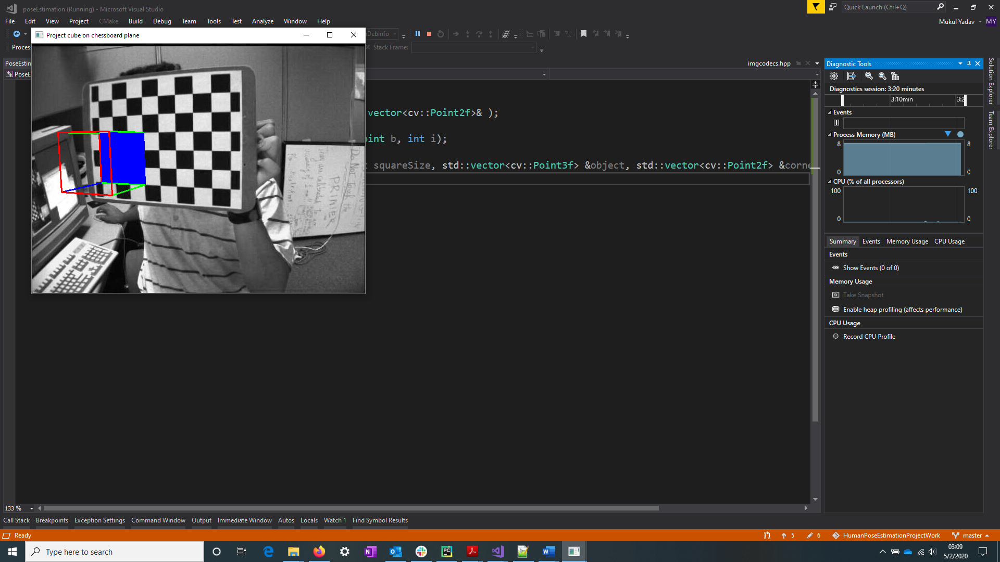 poseEstimation (Running) - Microsoft Visual Studio
Quick Launch (Ctrl+Q)
File Edit View Project CMake Build Debug Team Tools Test Analyze Window Help
Mukul Yadav MY
Project cube on chessboard plane
Stack Frame:
imgcodecs.hpp
vector<cv::Point2f>& );
int b, int i);
squareSize, std::vector<cv::Point3f> &object, std::vector<cv::Point2f> &corne
PRINTER
Diagnostic Tools
Diagnostics session: 3:20 minutes
3:10min
Events
Process Memory (MB)
8 8
0 0
CPU (% of all processors)
100 100
0 0
Summary Events Memory Usage CPU Usage
Events
Show Events (0 of 0)
Memory Usage
Take Snapshot
Enable heap profiling (affects performance)
CPU Usage
Record CPU Profile
Solution Explorer
Team Explorer
133 %
Call Stack Breakpoints Exception Settings Command Window Output Immediate Window Autos Locals Watch 1 Find Symbol Results
Ready
5 6 HumanPoseEstimationProjectWork master
Type here to search
03:09
5/2/2020